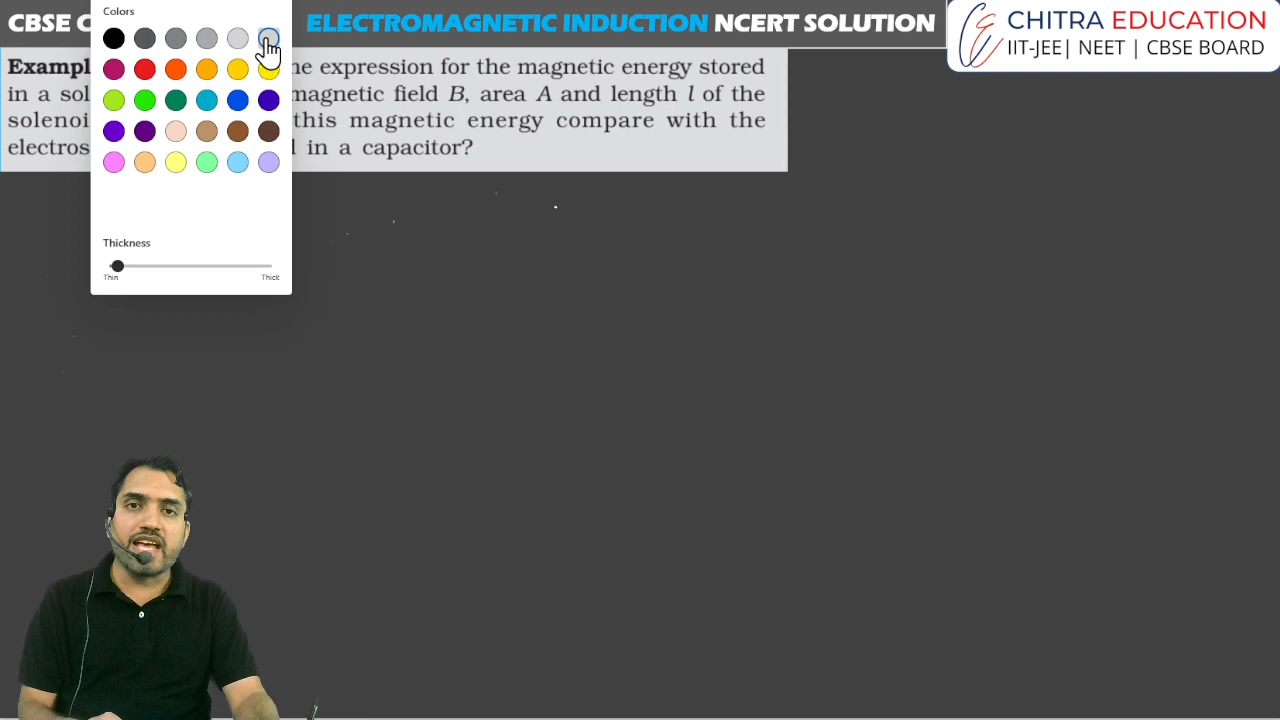 CBSE C ELECTROMAGNETIC INDUCTION NCERT SOLUTION
CHITRA EDUCATION
IIT-JEE| NEET | CBSE BOARD
Colors
Exampl he expression for the magnetic energy stored
in a sol magnetic field B, area A and length l of the
solenoi this magnetic energy compare with the
electros in a capacitor?
Thickness
Thin Thick